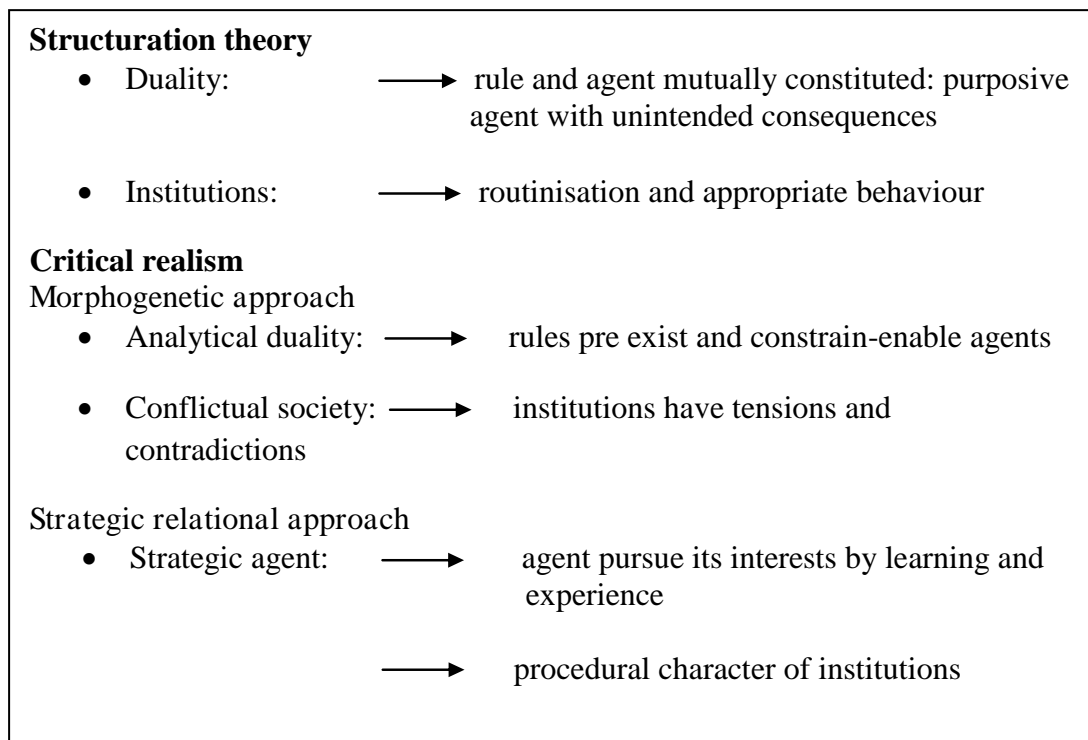 Structuration theory
• Duality: → rule and agent mutually constituted: purposive
agent with unintended consequences
• Institutions: → routinisation and appropriate behaviour
Critical realism
Morphogenetic approach
• Analytical duality: → rules pre exist and constrain-enable agents
• Conflictual society: → institutions have tensions and
contradictions
Strategic relational approach
• Strategic agent: → agent pursue its interests by learning and
experience
→ procedural character of institutions